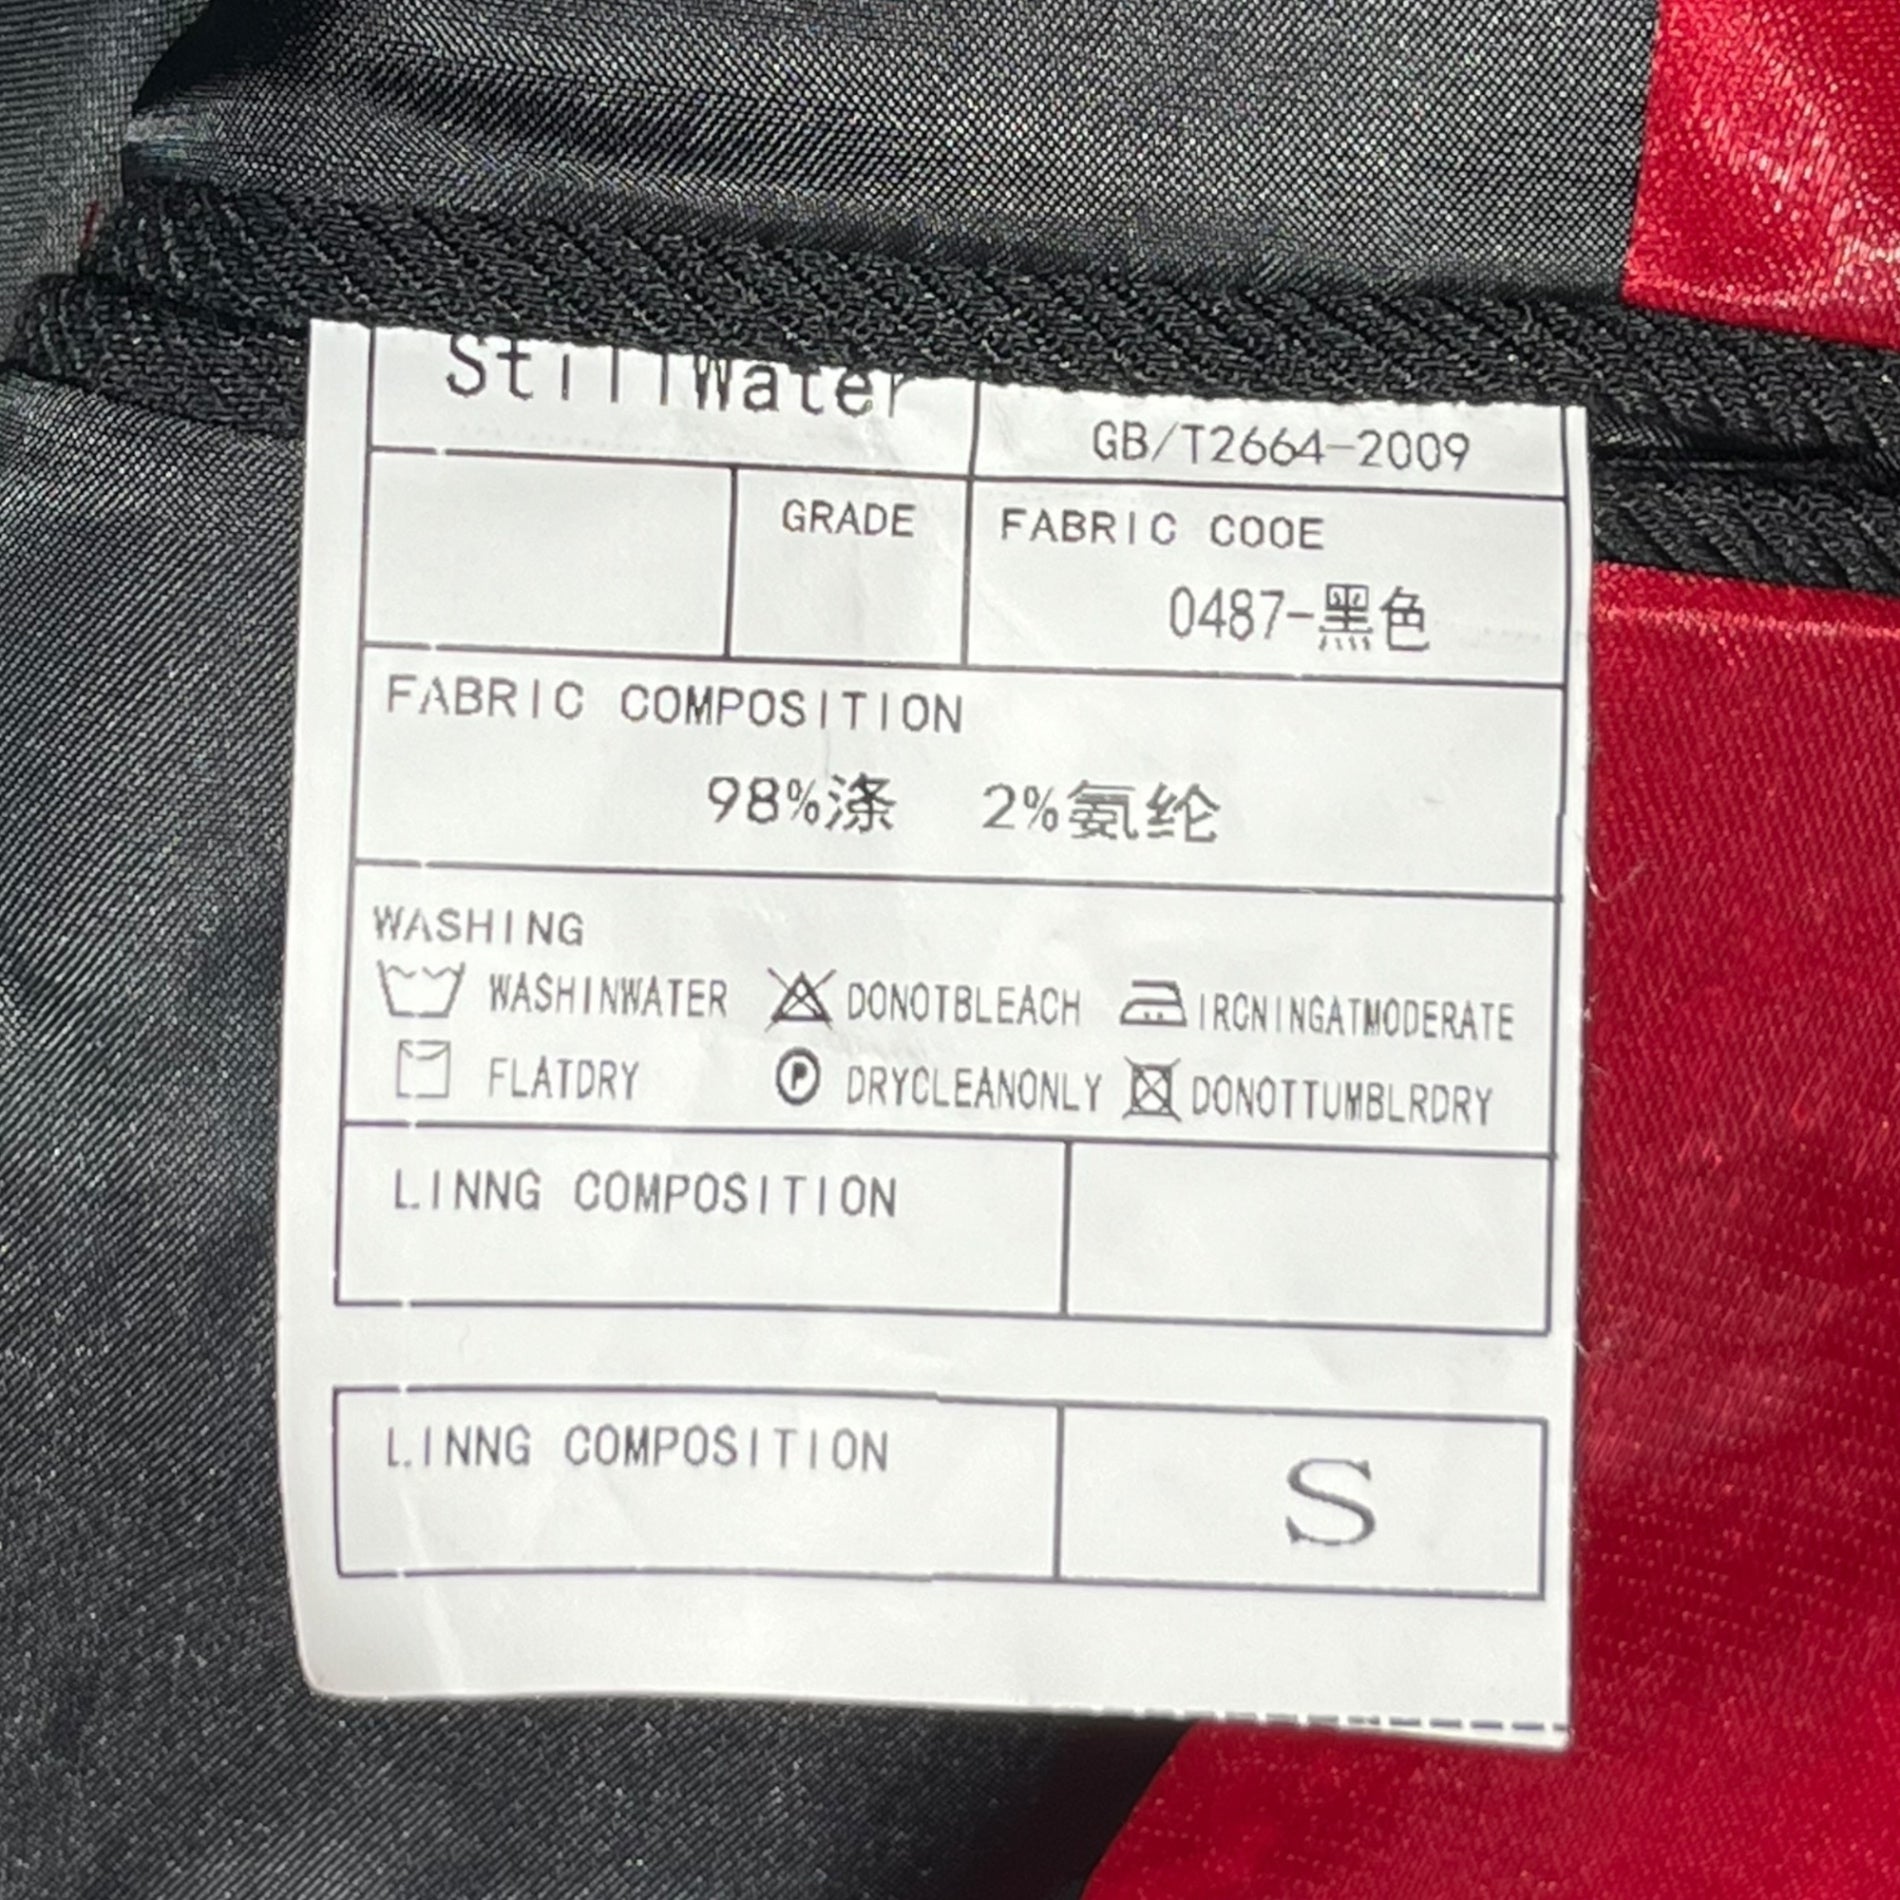 StillWater
GB/T2664-2009
GRADE
FABRIC COOE
0487-黑色
FABRIC COMPOSITION
98%涤 2%氨纶
WASHING
WASHINWATER DONOTBLEACH IRCNINGATMODERATE
FLATDRY P DRYCLEANONLY DONOTTUMBLRDRY
LINNG COMPOSITION
LINNG COMPOSITION
S